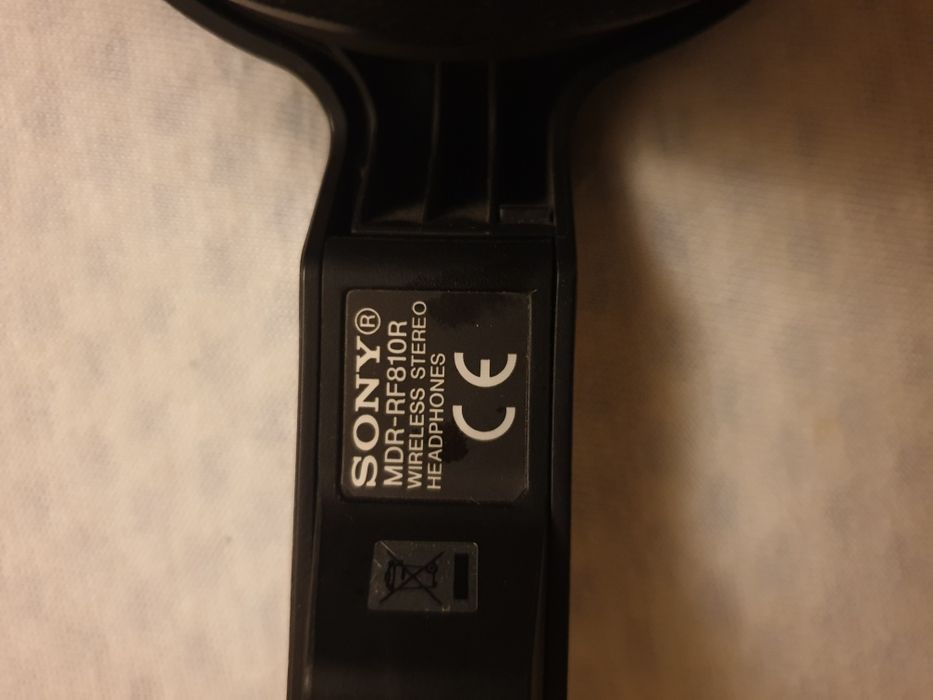 SONY®
MDR-RF810R
WIRELESS STEREO
HEADPHONES
CE